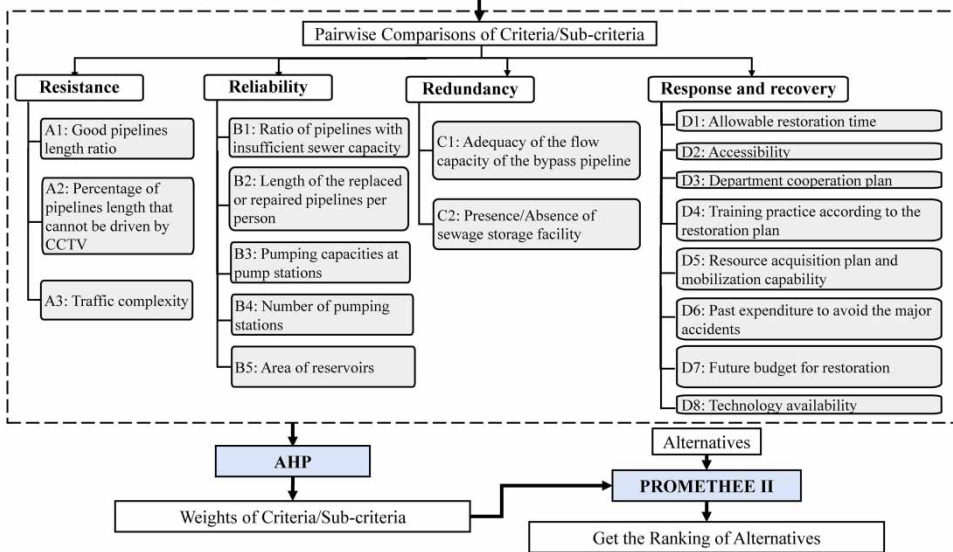 Pairwise Comparisons of Criteria/Sub-criteria
Resistance
A1: Good pipelines
length ratio
A2: Percentage of
pipelines length that
cannot be driven by
CCTV
A3: Traffic complexity
Reliability
B1: Ratio of pipelines with
insufficient sewer capacity
B2: Length of the replaced
or repaired pipelines per
person
B3: Pumping capacities at
pump stations
B4: Number of pumping
stations
B5: Area of reservoirs
Redundancy
C1: Adequacy of the flow
capacity of the bypass pipeline
C2: Presence/Absence of
sewage storage facility
Response and recovery
D1: Allowable restoration time
D2: Accessibility
D3: Department cooperation plan
D4: Training practice according to the
restoration plan
D5: Resource acquisition plan and
mobilization capability
D6: Past expenditure to avoid the major
accidents
D7: Future budget for restoration
D8: Technology availability
AHP
Weights of Criteria/Sub-criteria
Alternatives
PROMETHEE II
Get the Ranking of Alternatives